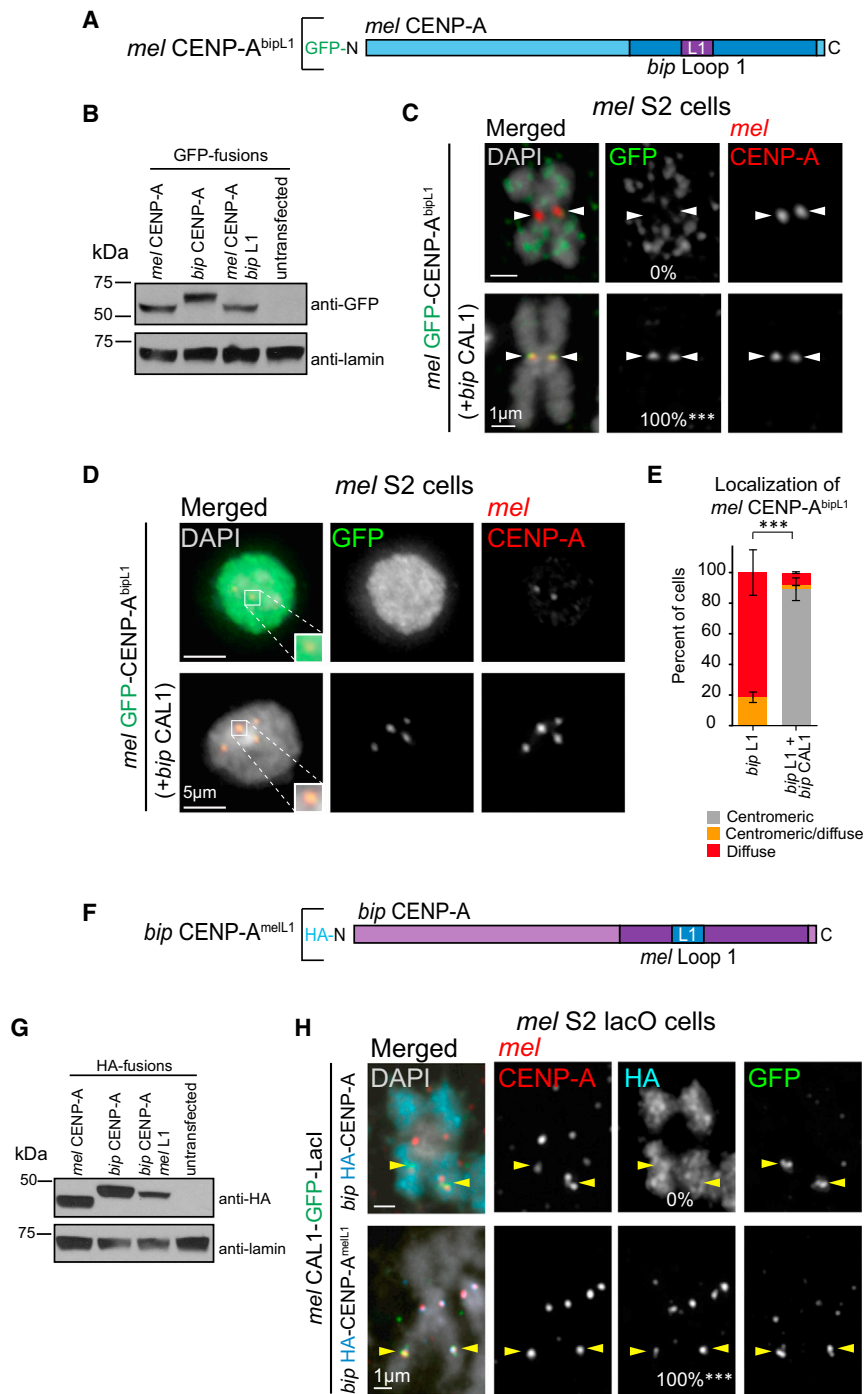 A
mel CENP-A^bipL1
GFP-N
mel CENP-A
L1
C
bip Loop 1
B
GFP-fusions
mel CENP-A
bip CENP-A
mel CENP-A
bip L1
untransfected
kDa
75
50
anti-GFP
75
anti-lamin
C
mel S2 cells
Merged
mel
DAPI
GFP
CENP-A
mel GFP-CENP-A^bipL1
(+bip CAL1)
0%
1µm
100%***
D
mel S2 cells
Merged
mel
DAPI
GFP
CENP-A
mel GFP-CENP-A^bipL1
(+bip CAL1)
5µm
E
Localization of
mel CENP-A^bipL1
***
Percent of cells
100
80
60
40
20
0
bip L1
bip L1 +
bip CAL1
Centromeric
Centromeric/diffuse
Diffuse
F
bip CENP-A^melL1
HA-N
bip CENP-A
L1
C
mel Loop 1
G
HA-fusions
mel CENP-A
bip CENP-A
bip CENP-A
mel L1
untransfected
kDa
50
anti-HA
75
anti-lamin
H
mel S2 lacO cells
Merged
mel
DAPI
CENP-A
HA
GFP
mel CAL1-GFP-LacI
bip HA-CENP-A
0%
bip HA-CENP-A^melL1
1µm
100%***